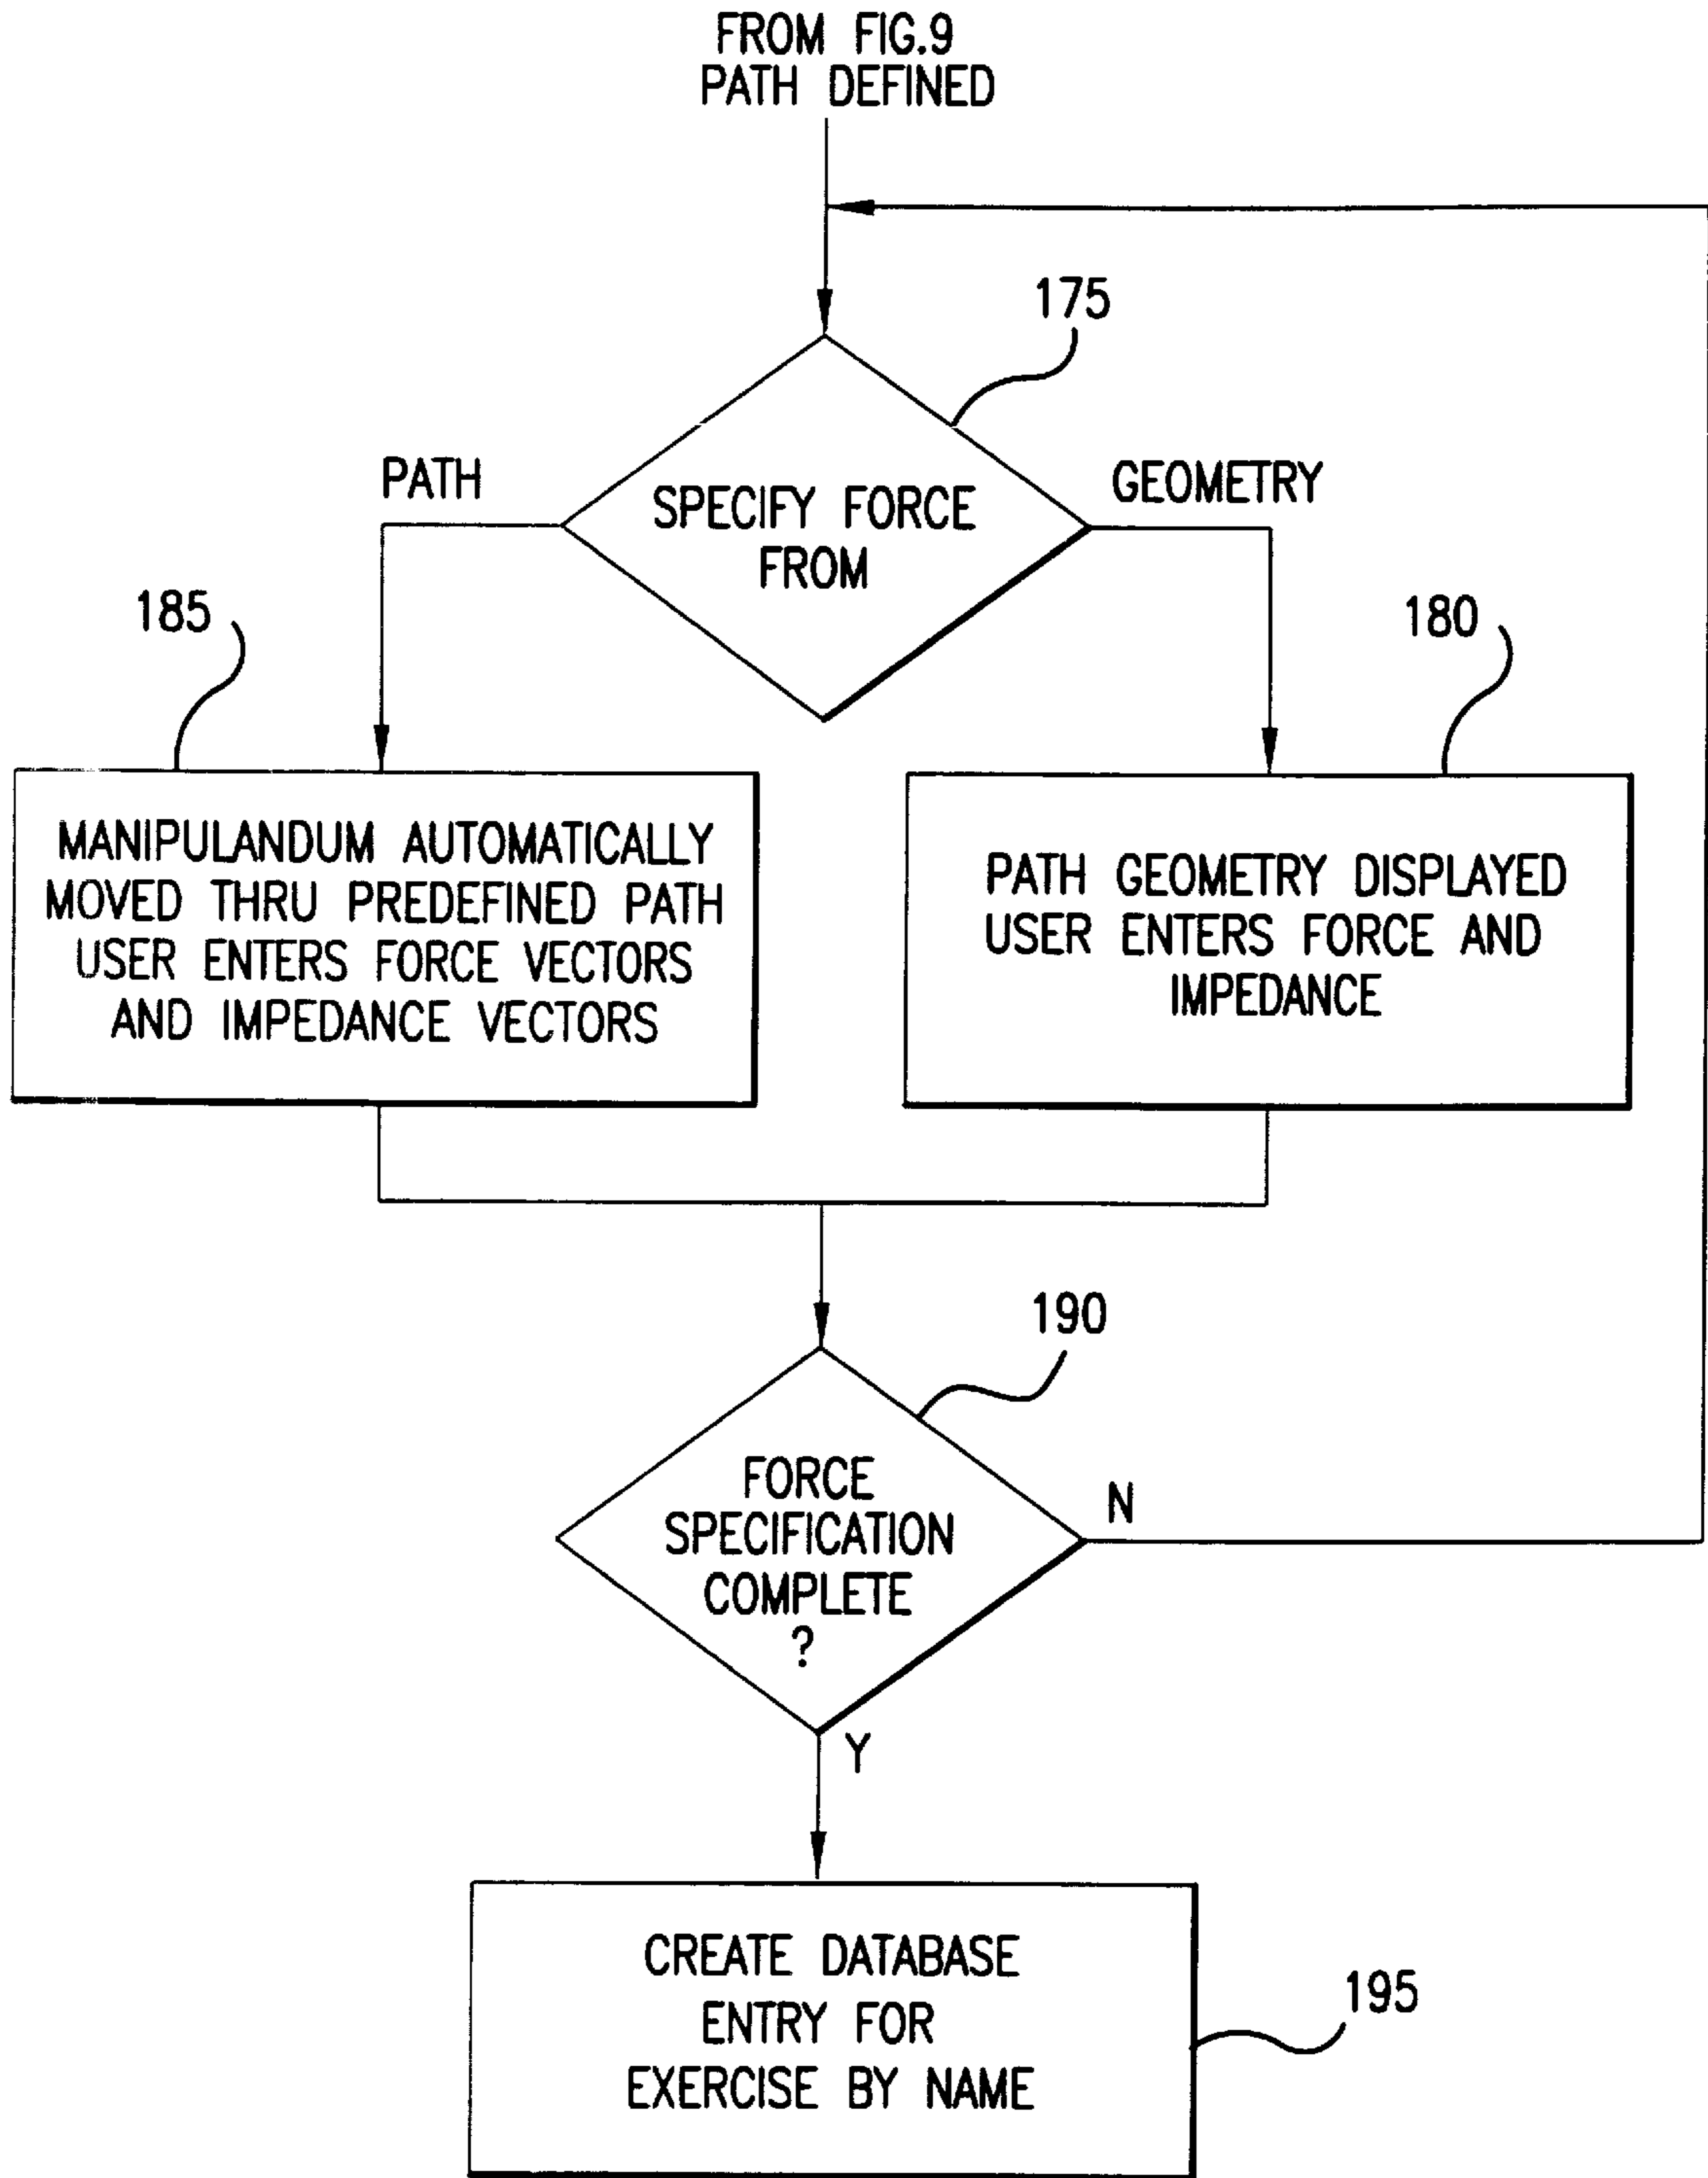 FROM FIG.9
PATH DEFINED
175
PATH
GEOMETRY
SPECIFY FORCE
FROM
185
180
MANIPULANDUM AUTOMATICALLY
MOVED THRU PREDEFINED PATH
USER ENTERS FORCE VECTORS
AND IMPEDANCE VECTORS
PATH GEOMETRY DISPLAYED
USER ENTERS FORCE AND
IMPEDANCE
190
FORCE
SPECIFICATION
COMPLETE
?
N
Y
CREATE DATABASE
ENTRY FOR
EXERCISE BY NAME
195